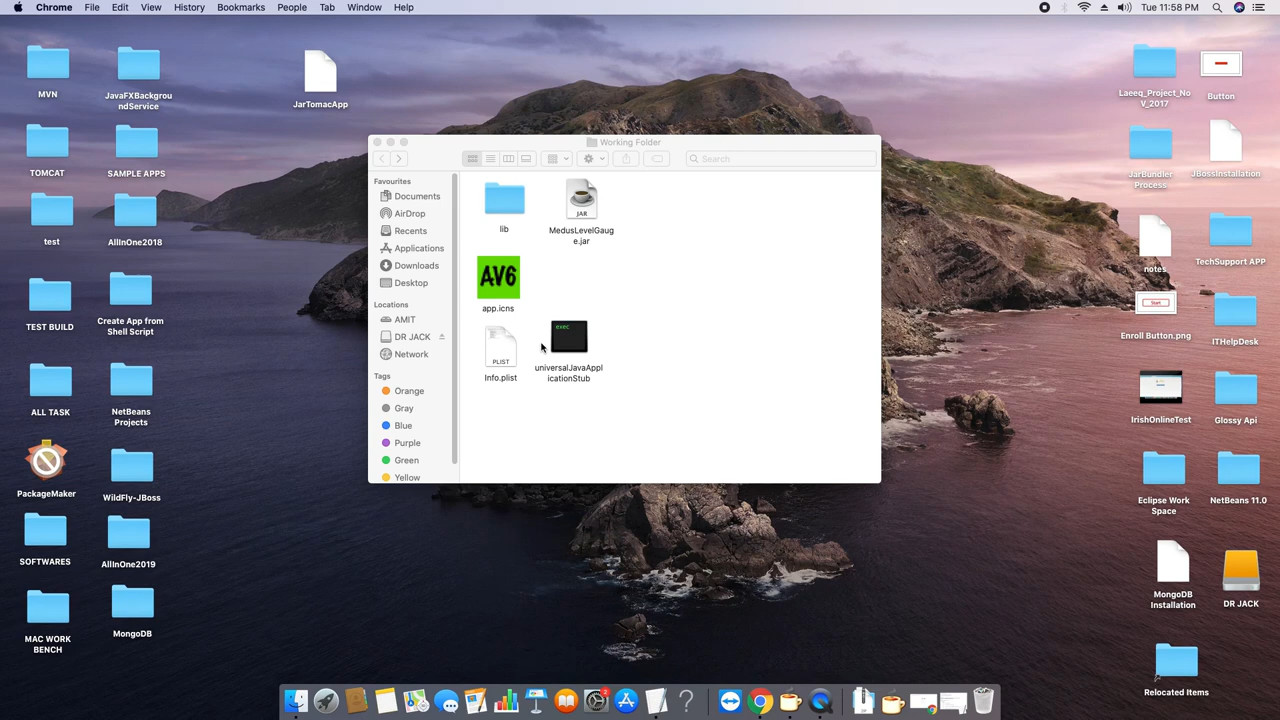 Chrome File Edit View History Bookmarks People Tab Window Help
Tue 11:58 PM
MVN
JavaFXBackgrou
ndService
JarTomacApp
TOMCAT
SAMPLE APPS
test
AllInOne2018
TEST BUILD
Create App from
Shell Script
ALL TASK
NetBeans
Projects
PackageMaker
WildFly-JBoss
SOFTWARES
AllInOne2019
MAC WORK
BENCH
MongoDB
Working Folder
Search
Favourites
Documents
AirDrop
Recents
Applications
Downloads
Desktop
Locations
AMIT
DR JACK
Network
Tags
Orange
Gray
Blue
Purple
Green
Yellow
lib
JAR
MedusLevelGaug
e.jar
AV6
app.icns
PLIST
Info.plist
exec
universalJavaAppl
icationStub
Laeeq_Project_No
V_2017
Button
JarBundler
Process
JBossInstallation
notes
TechSupport APP
Start
Enroll Button.png
ITHelpDesk
IrishOnlineTest
Glossy Api
Eclipse Work
Space
NetBeans 11.0
MongoDB
Installation
DR JACK
Relocated Items
2